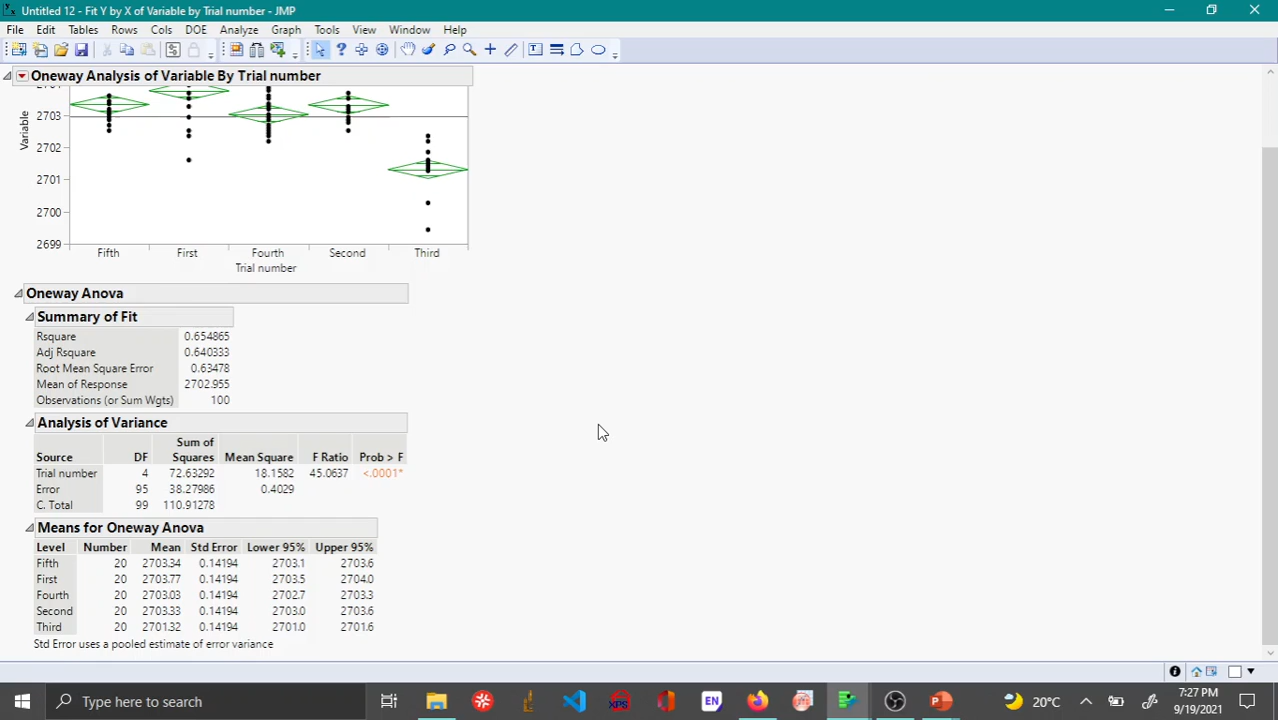 Untitled 12 - Fit Y by X of Variable by Trial number - JMP
File Edit Tables Rows Cols DOE Analyze Graph Tools View Window Help
Oneway Analysis of Variable By Trial number
Variable
2703
2702
2701
2700
2699
Fifth First Fourth Second Third
Trial number
Oneway Anova
Summary of Fit
Rsquare 0.654865
Adj Rsquare 0.640333
Root Mean Square Error 0.63478
Mean of Response 2702.955
Observations (or Sum Wgts) 100
Analysis of Variance
Source DF Sum of Squares Mean Square F Ratio Prob > F
Trial number 4 72.63292 18.1582 45.0637 <.0001*
Error 95 38.27986 0.4029
C. Total 99 110.91278
Means for Oneway Anova
Level Number Mean Std Error Lower 95% Upper 95%
Fifth 20 2703.34 0.14194 2703.1 2703.6
First 20 2703.77 0.14194 2703.5 2704.0
Fourth 20 2703.03 0.14194 2702.7 2703.3
Second 20 2703.33 0.14194 2703.0 2703.6
Third 20 2701.32 0.14194 2701.0 2701.6
Std Error uses a pooled estimate of error variance
Type here to search
EN
XPS
20°C
7:27 PM
9/19/2021